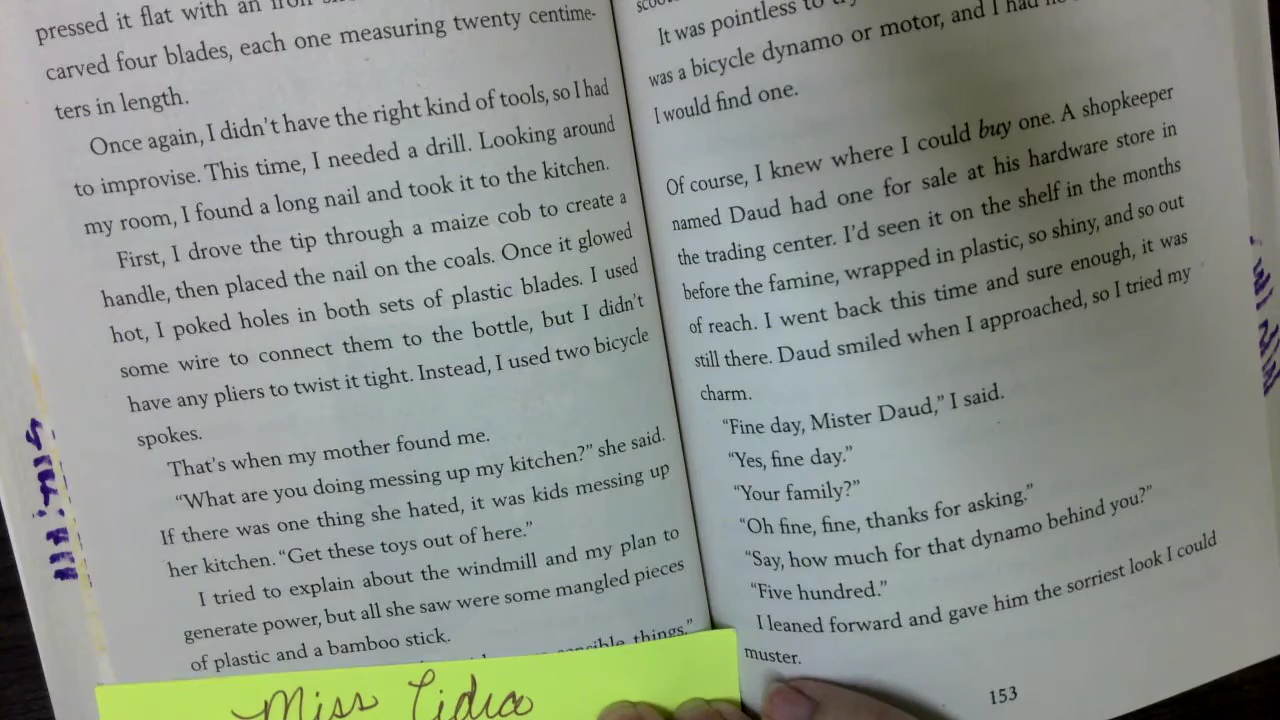 pressed it flat with an iron
carved four blades, each one measuring twenty centime-
ters in length.
Once again, I didn't have the right kind of tools, so I had
to improvise. This time, I needed a drill. Looking around
my room, I found a long nail and took it to the kitchen.
First, I drove the tip through a maize cob to create a
handle, then placed the nail on the coals. Once it glowed
hot, I poked holes in both sets of plastic blades. I used
some wire to connect them to the bottle, but I didn't
have any pliers to twist it tight. Instead, I used two bicycle
spokes.
That's when my mother found me.
"What are you doing messing up my kitchen?" she said.
If there was one thing she hated, it was kids messing up
her kitchen. "Get these toys out of here."
I tried to explain about the windmill and my plan to
generate power, but all she saw were some mangled pieces
of plastic and a bamboo stick.
things."
Miss Lidia
It was pointless to
was a bicycle dynamo or motor, and I had
I would find one.
Of course, I knew where I could buy one. A shopkeeper
named Daud had one for sale at his hardware store in
the trading center. I'd seen it on the shelf in the months
before the famine, wrapped in plastic, so shiny, and so out
of reach. I went back this time and sure enough, it was
still there. Daud smiled when I approached, so I tried my
charm.
"Fine day, Mister Daud," I said.
"Yes, fine day."
"Your family?"
"Oh fine, fine, thanks for asking."
"Say, how much for that dynamo behind you?"
"Five hundred."
I leaned forward and gave him the sorriest look I could
muster.
153